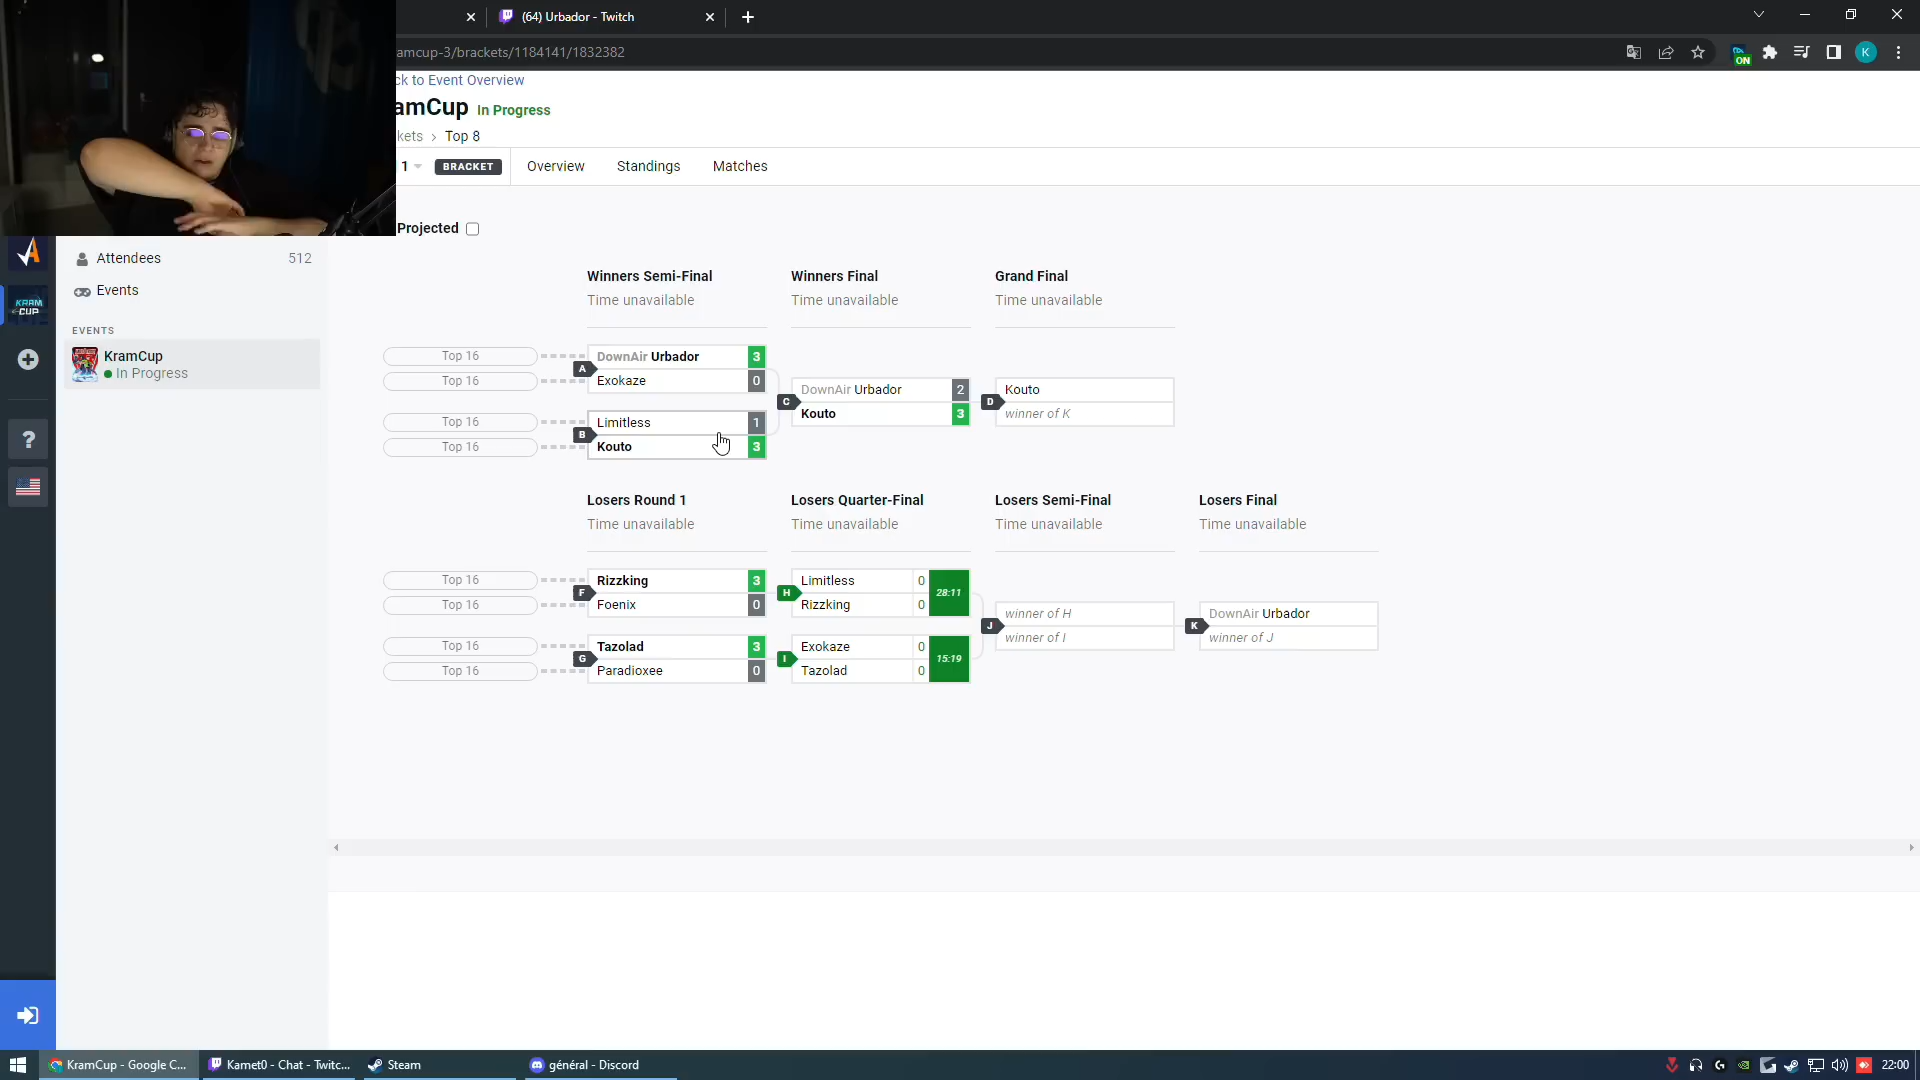 (64) Urbador - Twitch
amcup-3/brackets/1184141/1832382
ON
K
ck to Event Overview
amCup In Progress
kets > Top 8
1 BRACKET Overview Standings Matches
Projected
Attendees 512
Events
KRAM
CUP
EVENTS
KramCup
In Progress
?
Winners Semi-Final
Time unavailable
Winners Final
Time unavailable
Grand Final
Time unavailable
Top 16
Top 16
A
DownAir Urbador 3
Exokaze 0
Top 16
Top 16
B
Limitless 1
Kouto 3
C
DownAir Urbador 2
Kouto 3
D
Kouto
winner of K
Losers Round 1
Time unavailable
Losers Quarter-Final
Time unavailable
Losers Semi-Final
Time unavailable
Losers Final
Time unavailable
Top 16
Top 16
F
Rizzking 3
Foenix 0
Top 16
Top 16
G
Tazolad 3
Paradioxee 0
H
Limitless 0
Rizzking 0
28:11
I
Exokaze 0
Tazolad 0
15:19
J
winner of H
winner of I
K
DownAir Urbador
winner of J
KramCup - Google C...
Kamet0 - Chat - Twitc...
Steam
général - Discord
22:00